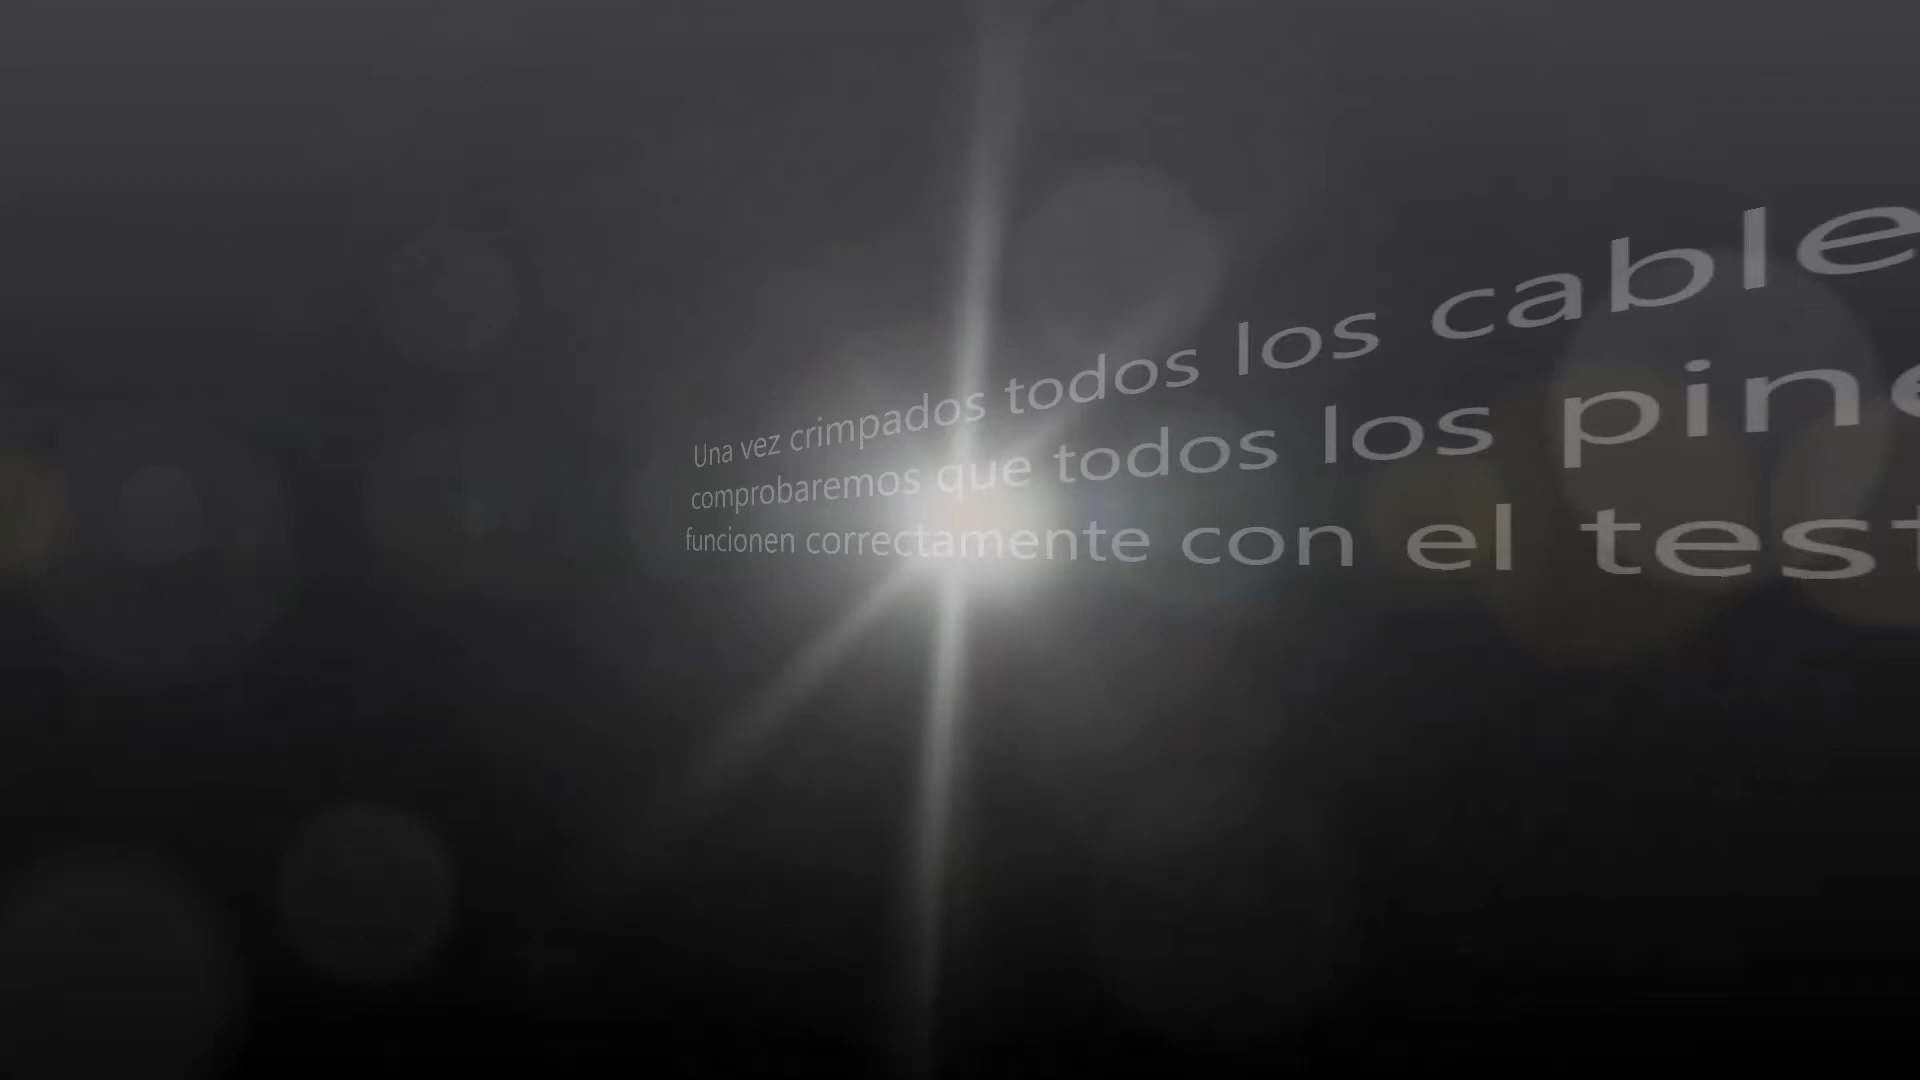 Una vez crimpados todos los cable
comprobaremos que todos los pine
funcionen correctamente con el test